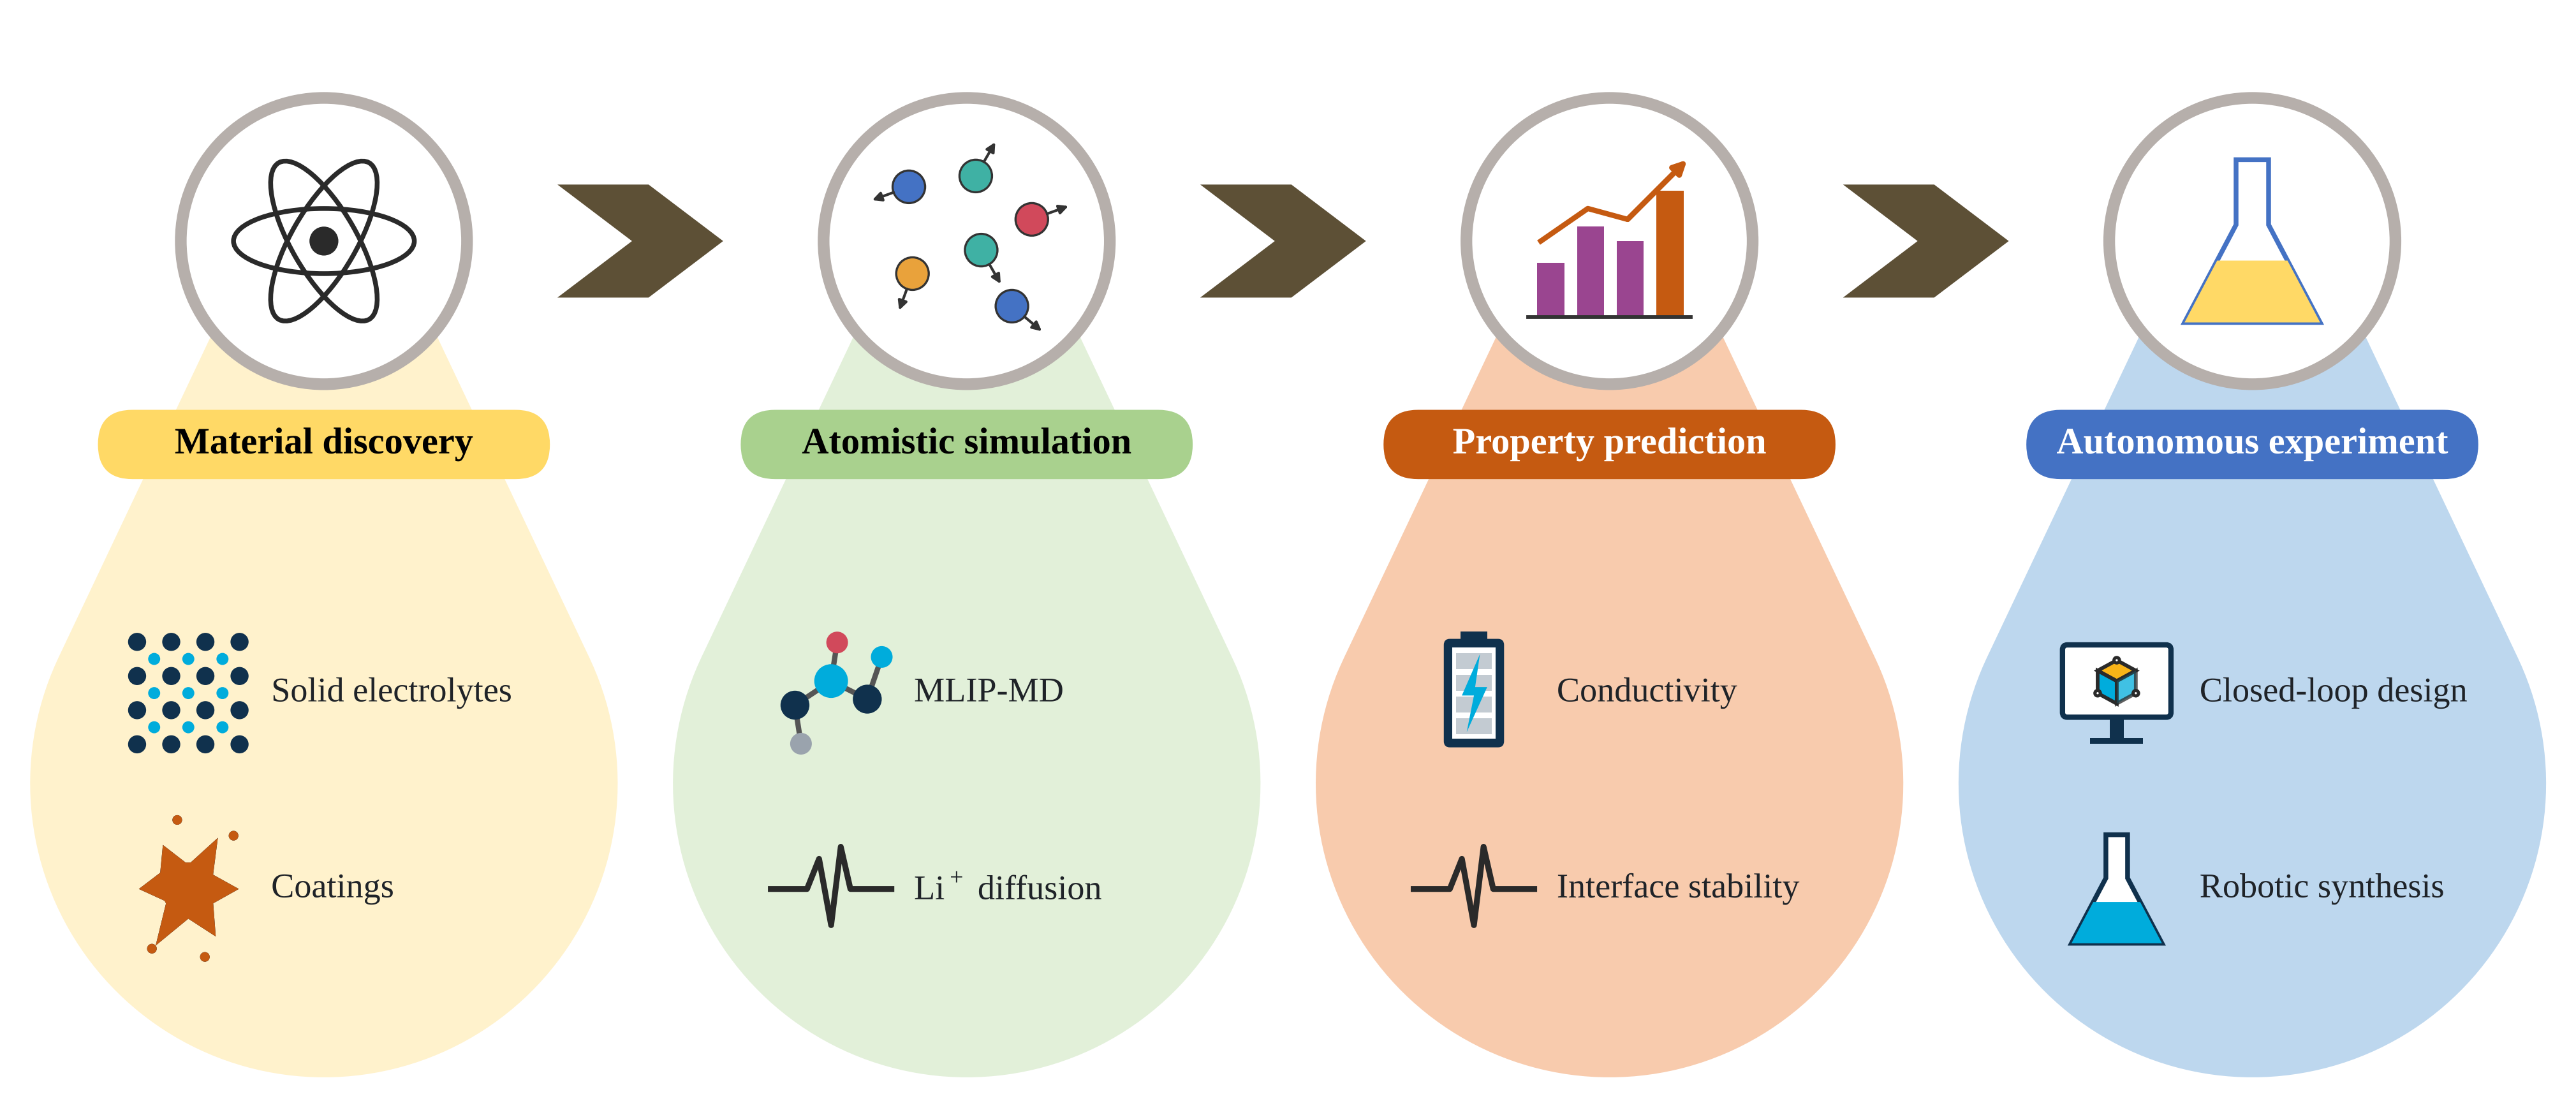 Material discovery
Atomistic simulation
Property prediction
Autonomous experiment
Solid electrolytes
Coatings
MLIP-MD
Li⁺ diffusion
Conductivity
Interface stability
Closed-loop design
Robotic synthesis